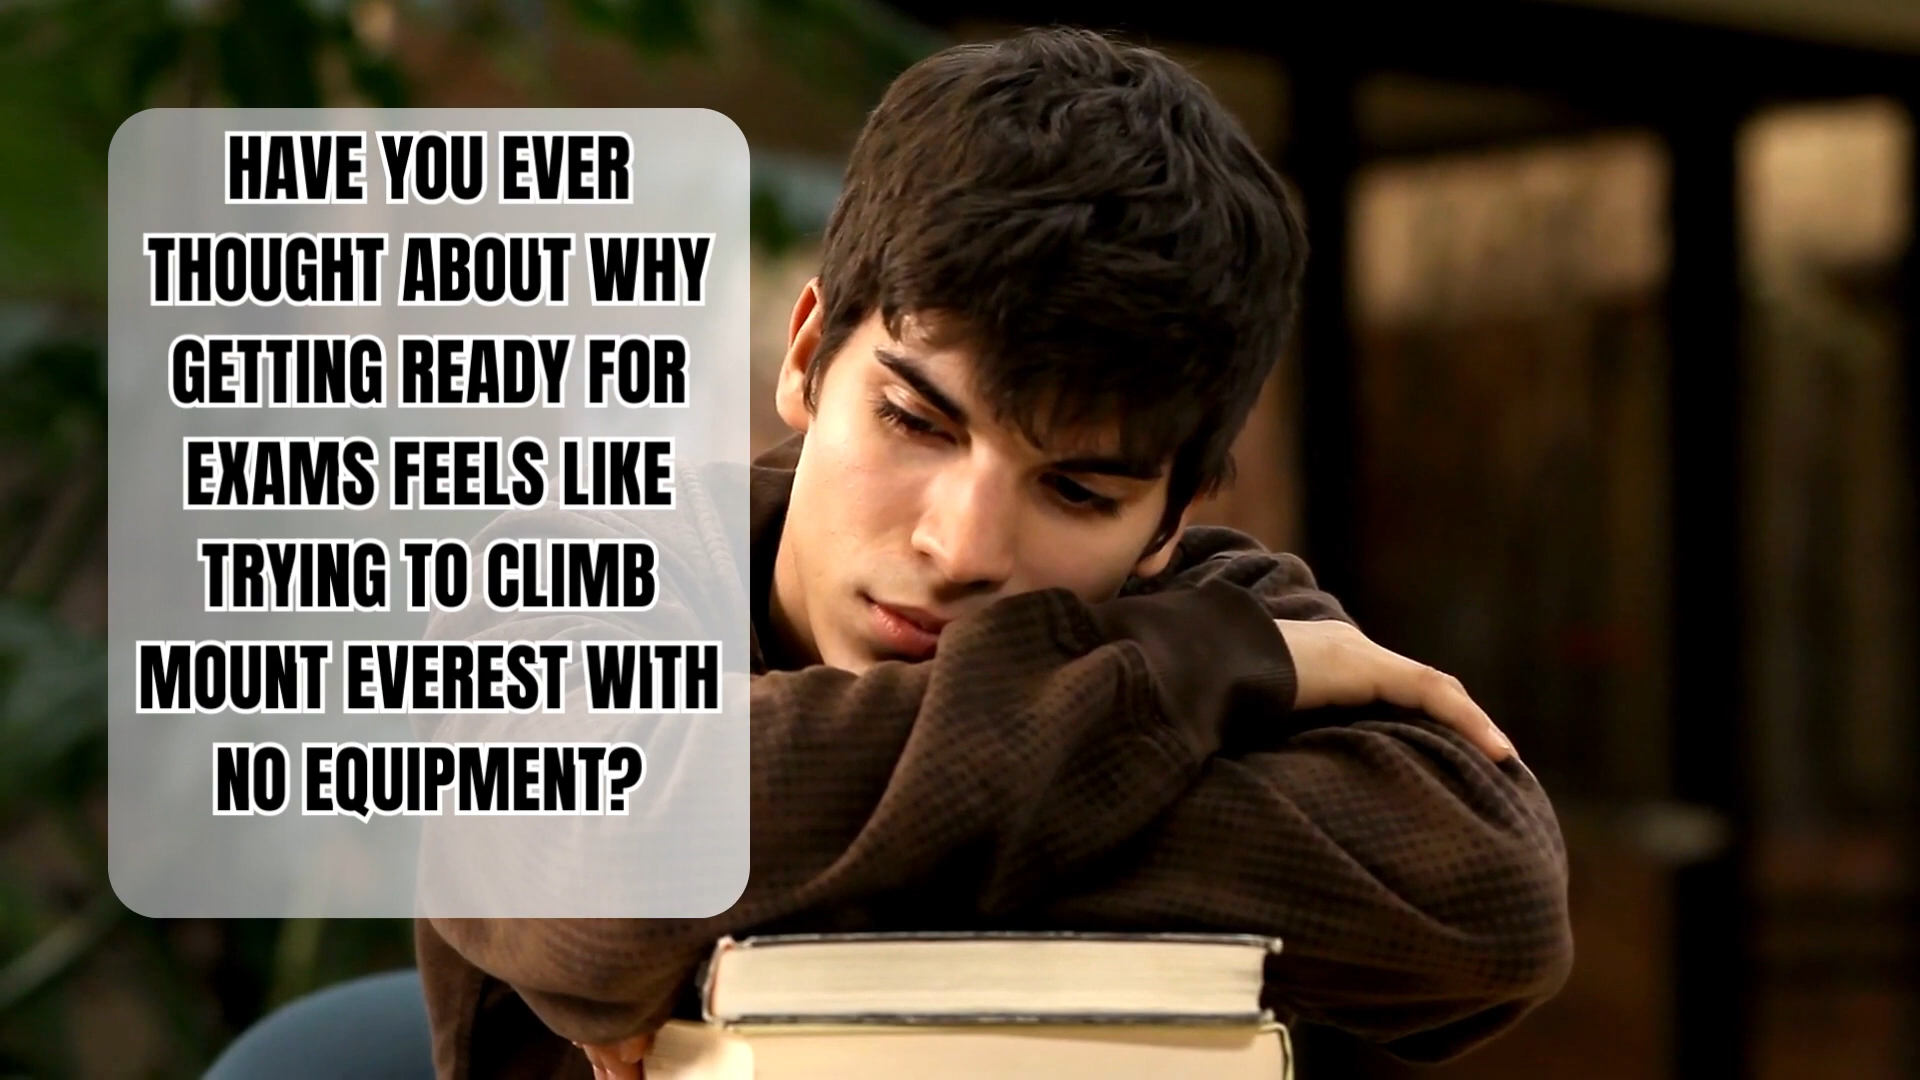 HAVE YOU EVER
THOUGHT ABOUT WHY
GETTING READY FOR
EXAMS FEELS LIKE
TRYING TO CLIMB
MOUNT EVEREST WITH
NO EQUIPMENT?